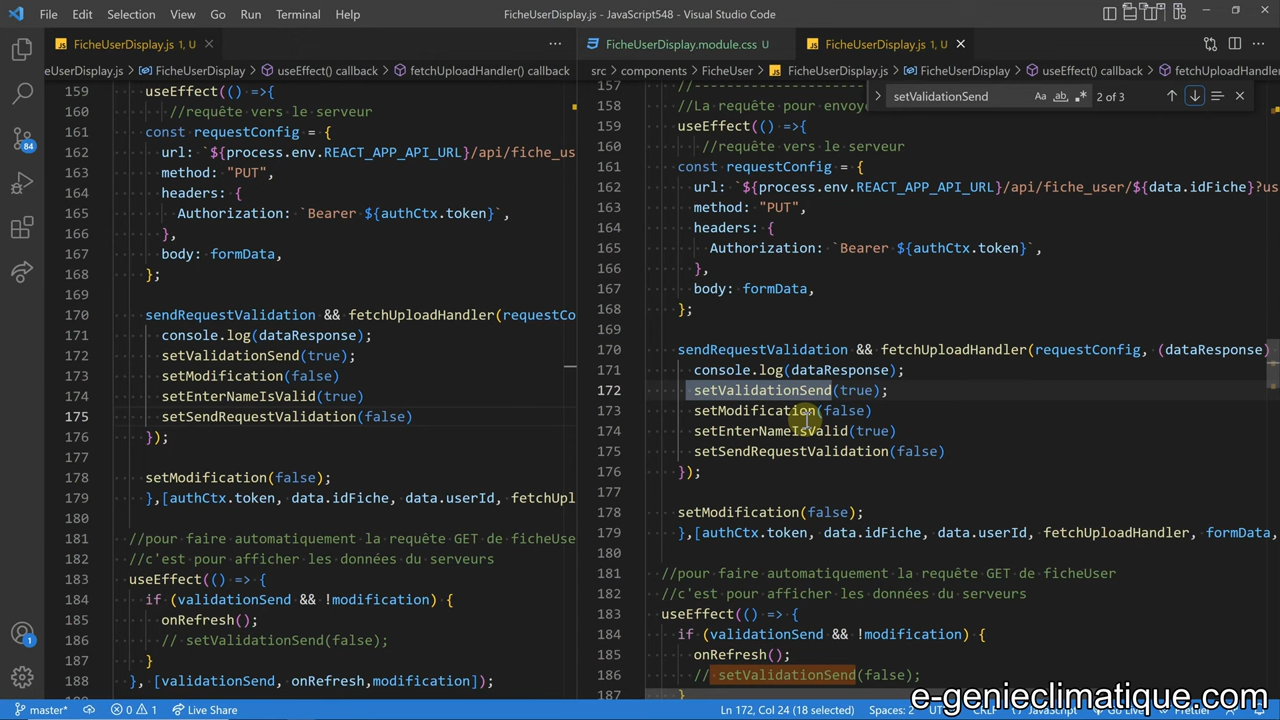 File Edit Selection View Go Run Terminal Help FicheUserDisplay.js - JavaScript548 - Visual Studio Code
FicheUserDisplay.js 1, U
FicheUserDisplay.module.css U FicheUserDisplay.js 1, U
heUserDisplay.js > FicheUserDisplay > useEffect() callback > fetchUploadHandler() callback
src > components > FicheUser > FicheUserDisplay.js > FicheUserDisplay > useEffect() callback > fetchUploadHandler
setValidationSend Aa ab .* 2 of 3
159 useEffect(() =>{
160 //requête vers le serveur
161 const requestConfig = {
162 url: `${process.env.REACT_APP_API_URL}/api/fiche_us
163 method: "PUT",
164 headers: {
165 Authorization: `Bearer ${authCtx.token}`,
166 },
167 body: formData,
168 };
169
170 sendRequestValidation && fetchUploadHandler(requestCo
171 console.log(dataResponse);
172 setValidationSend(true);
173 setModification(false)
174 setEnterNameIsValid(true)
175 setSendRequestValidation(false)
176 });
177
178 setModification(false);
179 },[authCtx.token, data.idFiche, data.userId, fetchUpl
180
181 //pour faire automatiquement la requête GET de ficheUse
182 //c'est pour afficher les données du serveurs
183 useEffect(() => {
184 if (validationSend && !modification) {
185 onRefresh();
186 // setValidationSend(false);
187 }
188 }, [validationSend, onRefresh,modification]);
157 //----------------------
158 //La requête pour envoye
159 useEffect(() =>{
160 //requête vers le serveur
161 const requestConfig = {
162 url: `${process.env.REACT_APP_API_URL}/api/fiche_user/${data.idFiche}?us
163 method: "PUT",
164 headers: {
165 Authorization: `Bearer ${authCtx.token}`,
166 },
167 body: formData,
168 };
169
170 sendRequestValidation && fetchUploadHandler(requestConfig, (dataResponse)
171 console.log(dataResponse);
172 setValidationSend(true);
173 setModification(false)
174 setEnterNameIsValid(true)
175 setSendRequestValidation(false)
176 });
177
178 setModification(false);
179 },[authCtx.token, data.idFiche, data.userId, fetchUploadHandler, formData,
180
181 //pour faire automatiquement la requête GET de ficheUser
182 //c'est pour afficher les données du serveurs
183 useEffect(() => {
184 if (validationSend && !modification) {
185 onRefresh();
186 // setValidationSend(false);
187 }
84
1
master* 0 1 Live Share Ln 172, Col 24 (18 selected) Spaces: 2
e-genieclimatique.com